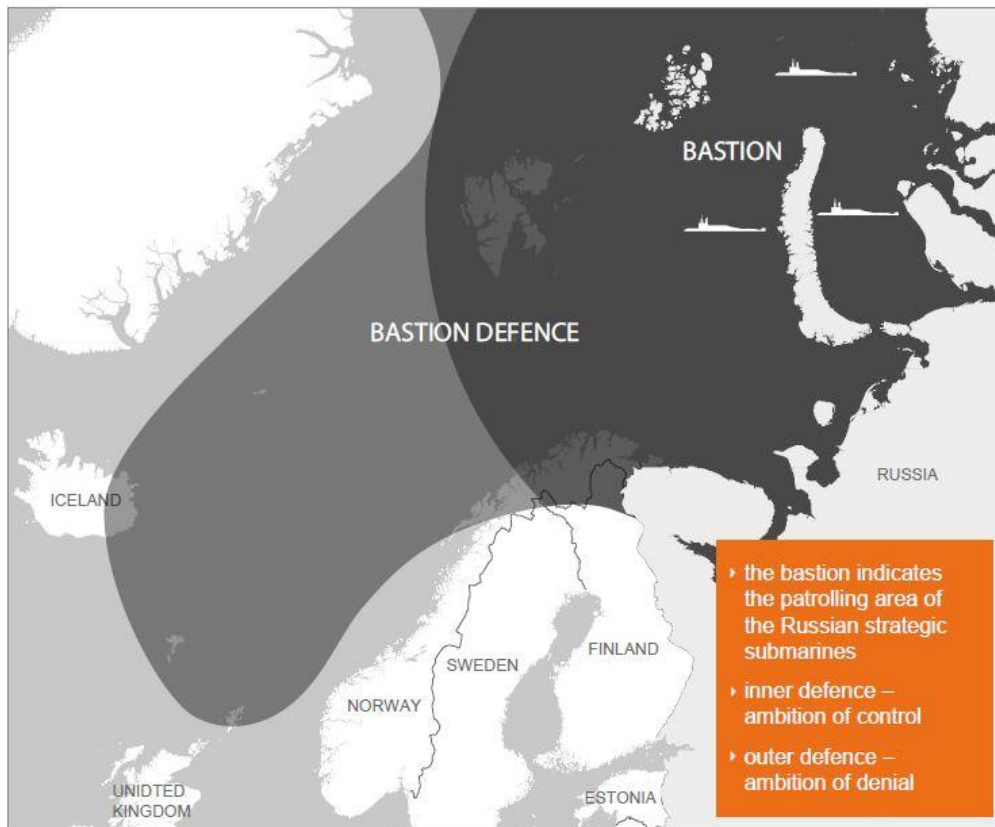 BASTION
BASTION DEFENCE
ICELAND
RUSSIA
FINLAND
SWEDEN
NORWAY
UNIDTED
KINGDOM
ESTONIA
‣ the bastion indicates
the patrolling area of
the Russian strategic
submarines
‣ inner defence –
ambition of control
‣ outer defence –
ambition of denial